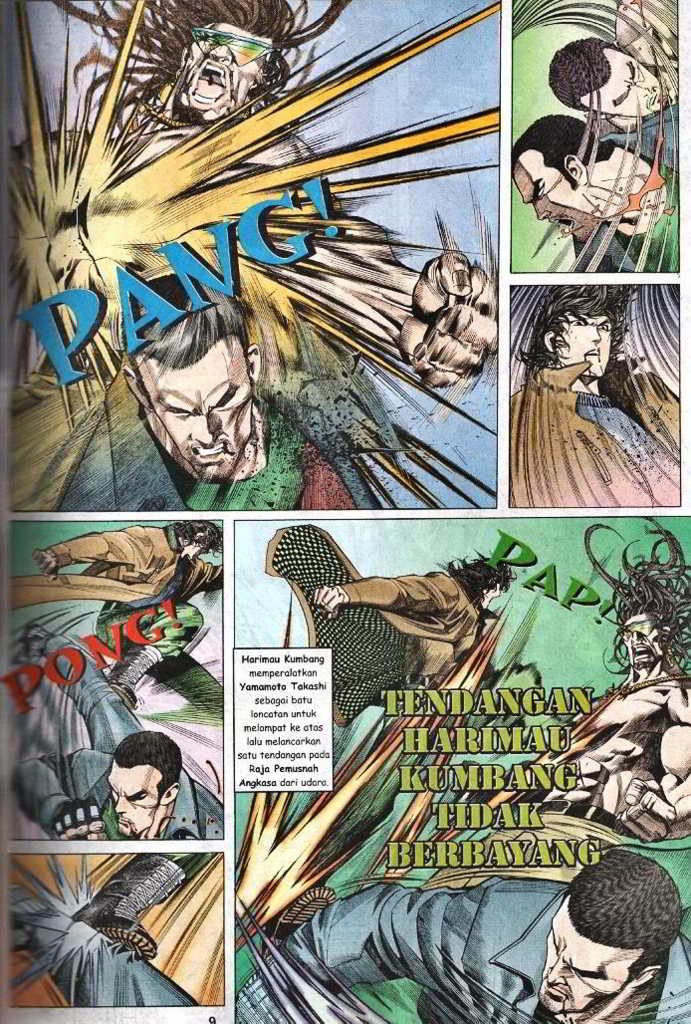 PANG!
PONG!
PAP!
Harimau Kumbang
memperalatkan
Yamamoto Takashi
sebagai batu
loncatan untuk
melompat ke atas
lalu melancarkan
satu tendangan pada
Raja Pemusnah
Angkasa dari udara.
TENDANGAN
HARIMAU
KUMBANG
TIDAK
BERBAYANG
9